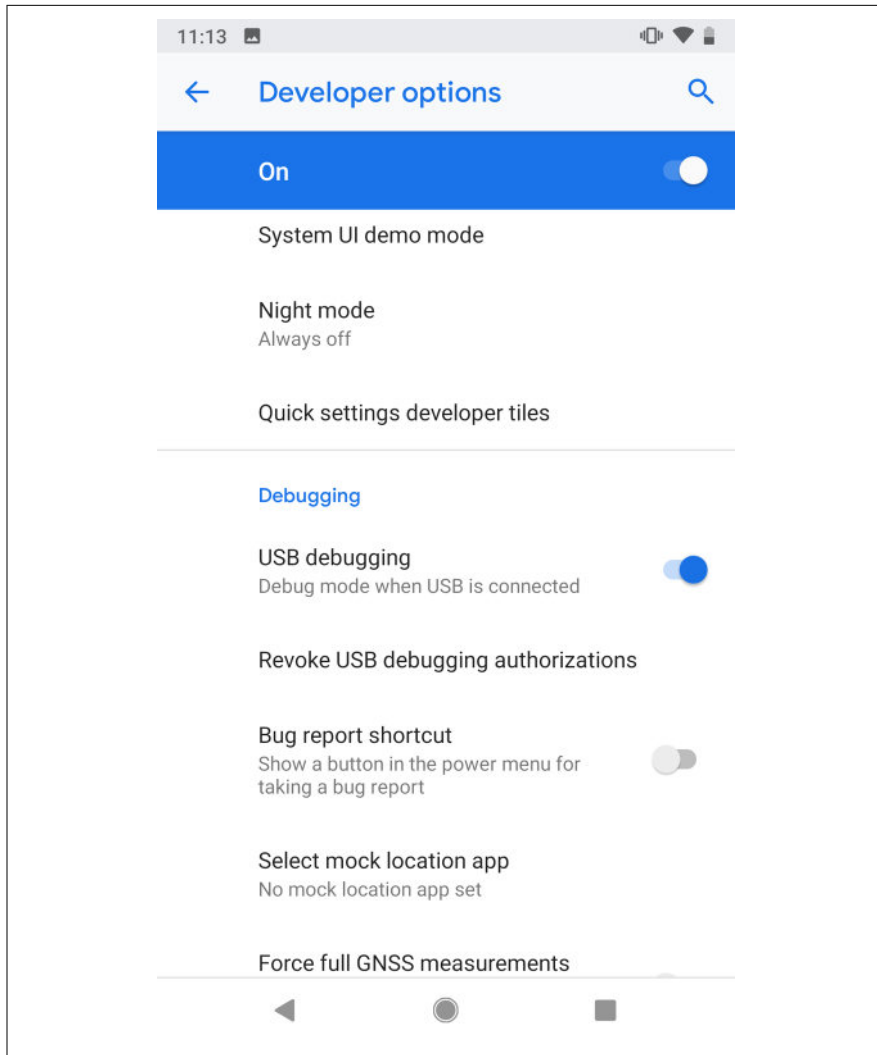 11:13
Developer options
On
System UI demo mode
Night mode
Always off
Quick settings developer tiles
Debugging
USB debugging
Debug mode when USB is connected
Revoke USB debugging authorizations
Bug report shortcut
Show a button in the power menu for
taking a bug report
Select mock location app
No mock location app set
Force full GNSS measurements